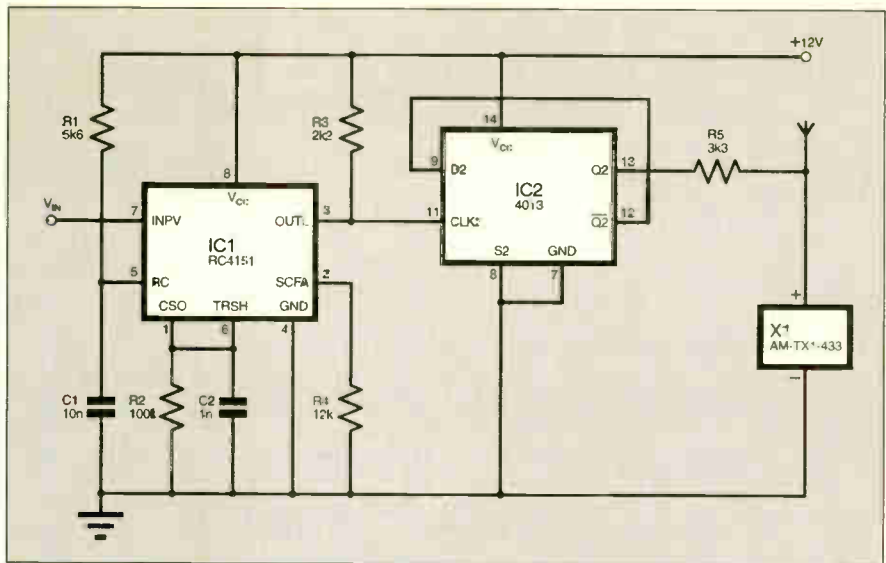 +12V
R1
5k6
R3
2k2
8
14
VCC
R5
3k3
9
D2
Q2
13
VCC
VIN
7
INPV
OUTL
3
11
CLK2
IC2
4013
Q2
12
IC1
RC4151
S2
GND
8
7
5
RC
SCFA
2
CSO
TRSH
GND
1
6
4
X1
AM-TX1-433
+
−
C1
10n
R2
100k
C2
1n
R4
12k